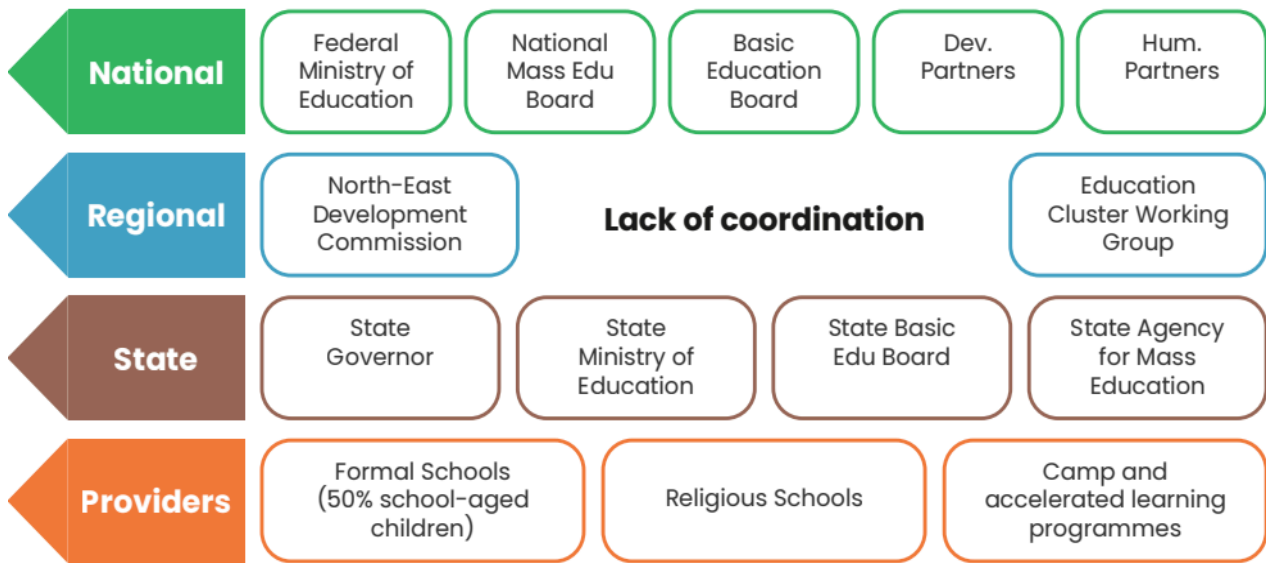 National
Federal
Ministry of
Education
National
Mass Edu
Board
Basic
Education
Board
Dev.
Partners
Hum.
Partners
Regional
North-East
Development
Commission
Lack of coordination
Education
Cluster Working
Group
State
State
Governor
State
Ministry of
Education
State Basic
Edu Board
State Agency
for Mass
Education
Providers
Formal Schools
(50% school-aged
children)
Religious Schools
Camp and
accelerated learning
programmes